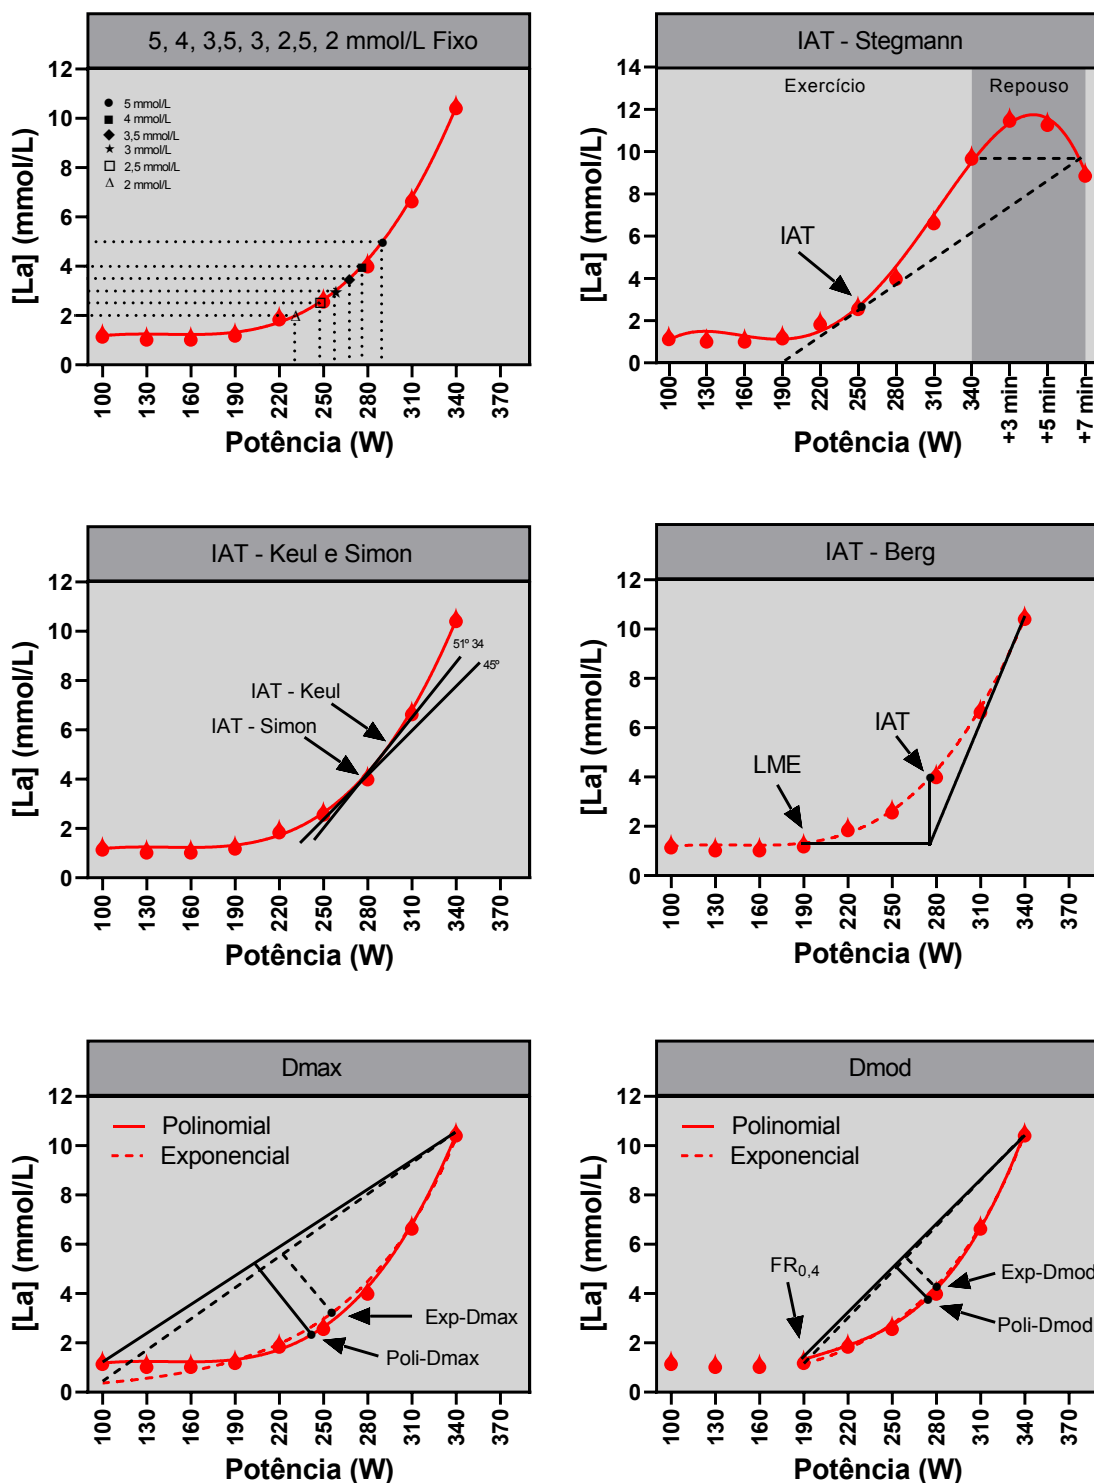 5, 4, 3,5, 3, 2,5, 2 mmol/L Fixo
[La] (mmol/L)
12
10
8
6
4
2
0
5 mmol/L
4 mmol/L
3,5 mmol/L
3 mmol/L
2,5 mmol/L
2 mmol/L
100 130 160 190 220 250 280 310 340 370
Potência (W)
IAT - Stegmann
[La] (mmol/L)
14
12
10
8
6
4
2
0
Exercício Repouso
IAT
100 130 160 190 220 250 280 310 340 +3 min +5 min +7 min
Potência (W)
IAT - Keul e Simon
[La] (mmol/L)
12
10
8
6
4
2
0
51º 34
45º
IAT - Keul
IAT - Simon
100 130 160 190 220 250 280 310 340 370
Potência (W)
IAT - Berg
[La] (mmol/L)
12
10
8
6
4
2
0
IAT
LME
100 130 160 190 220 250 280 310 340 370
Potência (W)
Dmax
[La] (mmol/L)
12
10
8
6
4
2
0
Polinomial
Exponencial
Exp-Dmax
Poli-Dmax
100 130 160 190 220 250 280 310 340 370
Potência (W)
Dmod
[La] (mmol/L)
12
10
8
6
4
2
0
Polinomial
Exponencial
FR0,4
Exp-Dmod
Poli-Dmod
100 130 160 190 220 250 280 310 340 370
Potência (W)